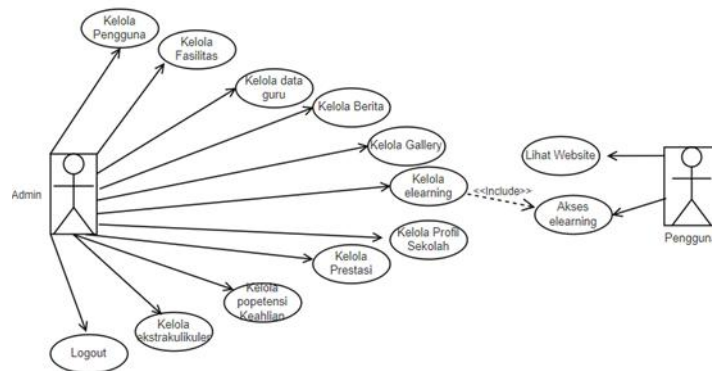 Kelola
Pengguna
Kelola
Fasilitas
Kelola data
guru
Kelola Berita
Kelola Gallery
Lihat Website
Admin
Kelola
elearning
<<Include>>
Akses
elearning
Pengguna
Kelola Profil
Sekolah
Kelola
Prestasi
Kelola
popetensi
Keahlian
Kelola
ekstrakulikuler
Logout